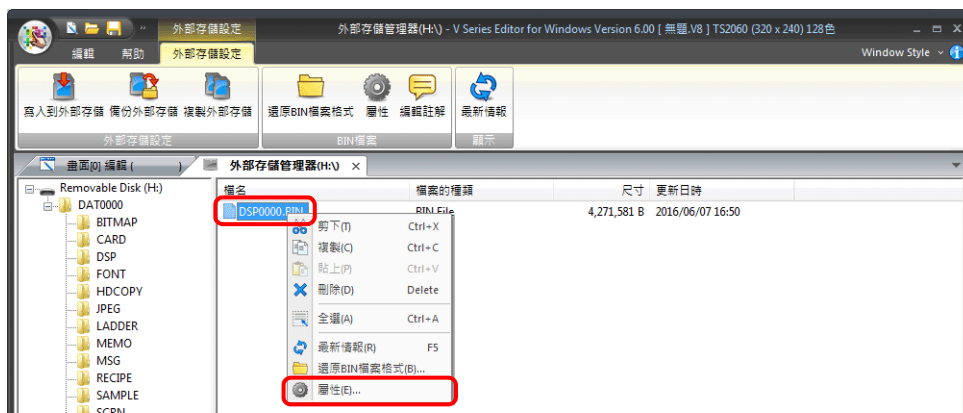 外部存儲設定
外部存儲管理器(H:\) - V Series Editor for Windows Version 6.00 [ 無題.V8 ] TS2060 (320 x 240) 128色
編輯 幫助 外部存儲設定
Window Style
寫入到外部存儲 備份外部存儲 複製外部存儲 還原BIN檔案格式 屬性 編輯註解 最新情報
外部存儲設定 BIN檔案 顯示
畫面[0] 編輯 ( ) 外部存儲管理器(H:\) ×
Removable Disk (H:) 檔名 檔案的種類 尺寸 更新日時
DAT0000 DSP0000.BIN BIN File 4,271,581 B 2016/06/07 16:50
BITMAP 剪下(T) Ctrl+X
CARD 複製(C) Ctrl+C
DSP 貼上(P) Ctrl+V
FONT 刪除(D) Delete
HDCOPY
JPEG 全選(A) Ctrl+A
LADDER
MEMO 最新情報(R) F5
MSG 還原BIN檔案格式(B)...
RECIPE 屬性(E)...
SAMPLE
SCRN